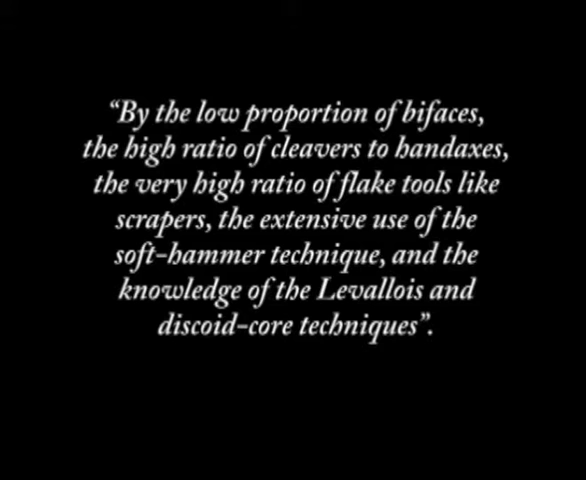 “By the low proportion of bifaces,
the high ratio of cleavers to handaxes,
the very high ratio of flake tools like
scrapers, the extensive use of the
soft-hammer technique, and the
knowledge of the Levallois and
discoid-core techniques”.